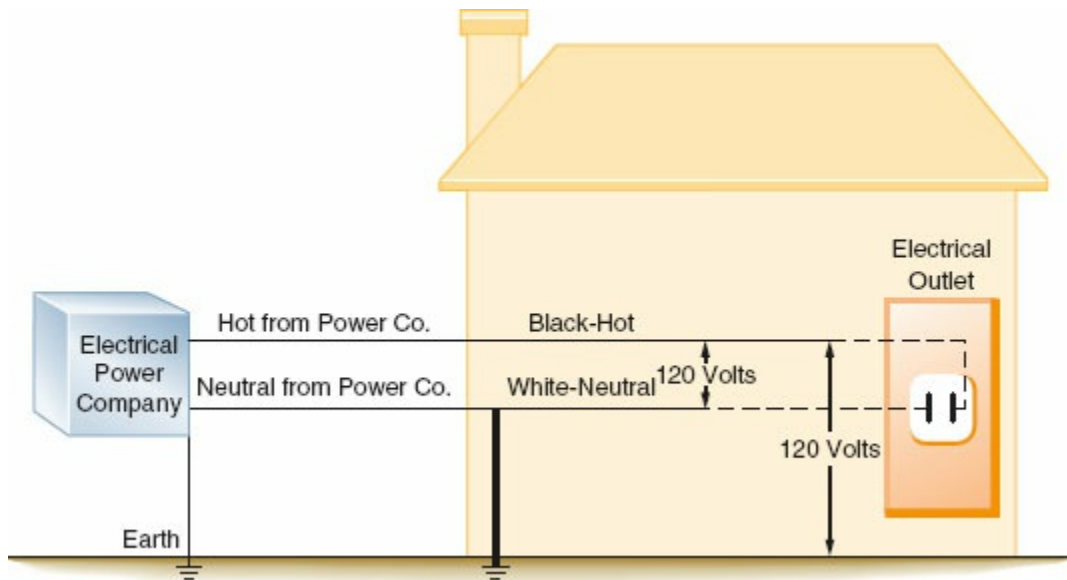 Electrical
Outlet
Hot from Power Co.
Black-Hot
Electrical
Power
Company
Neutral from Power Co.
White-Neutral
120 Volts
120 Volts
Earth